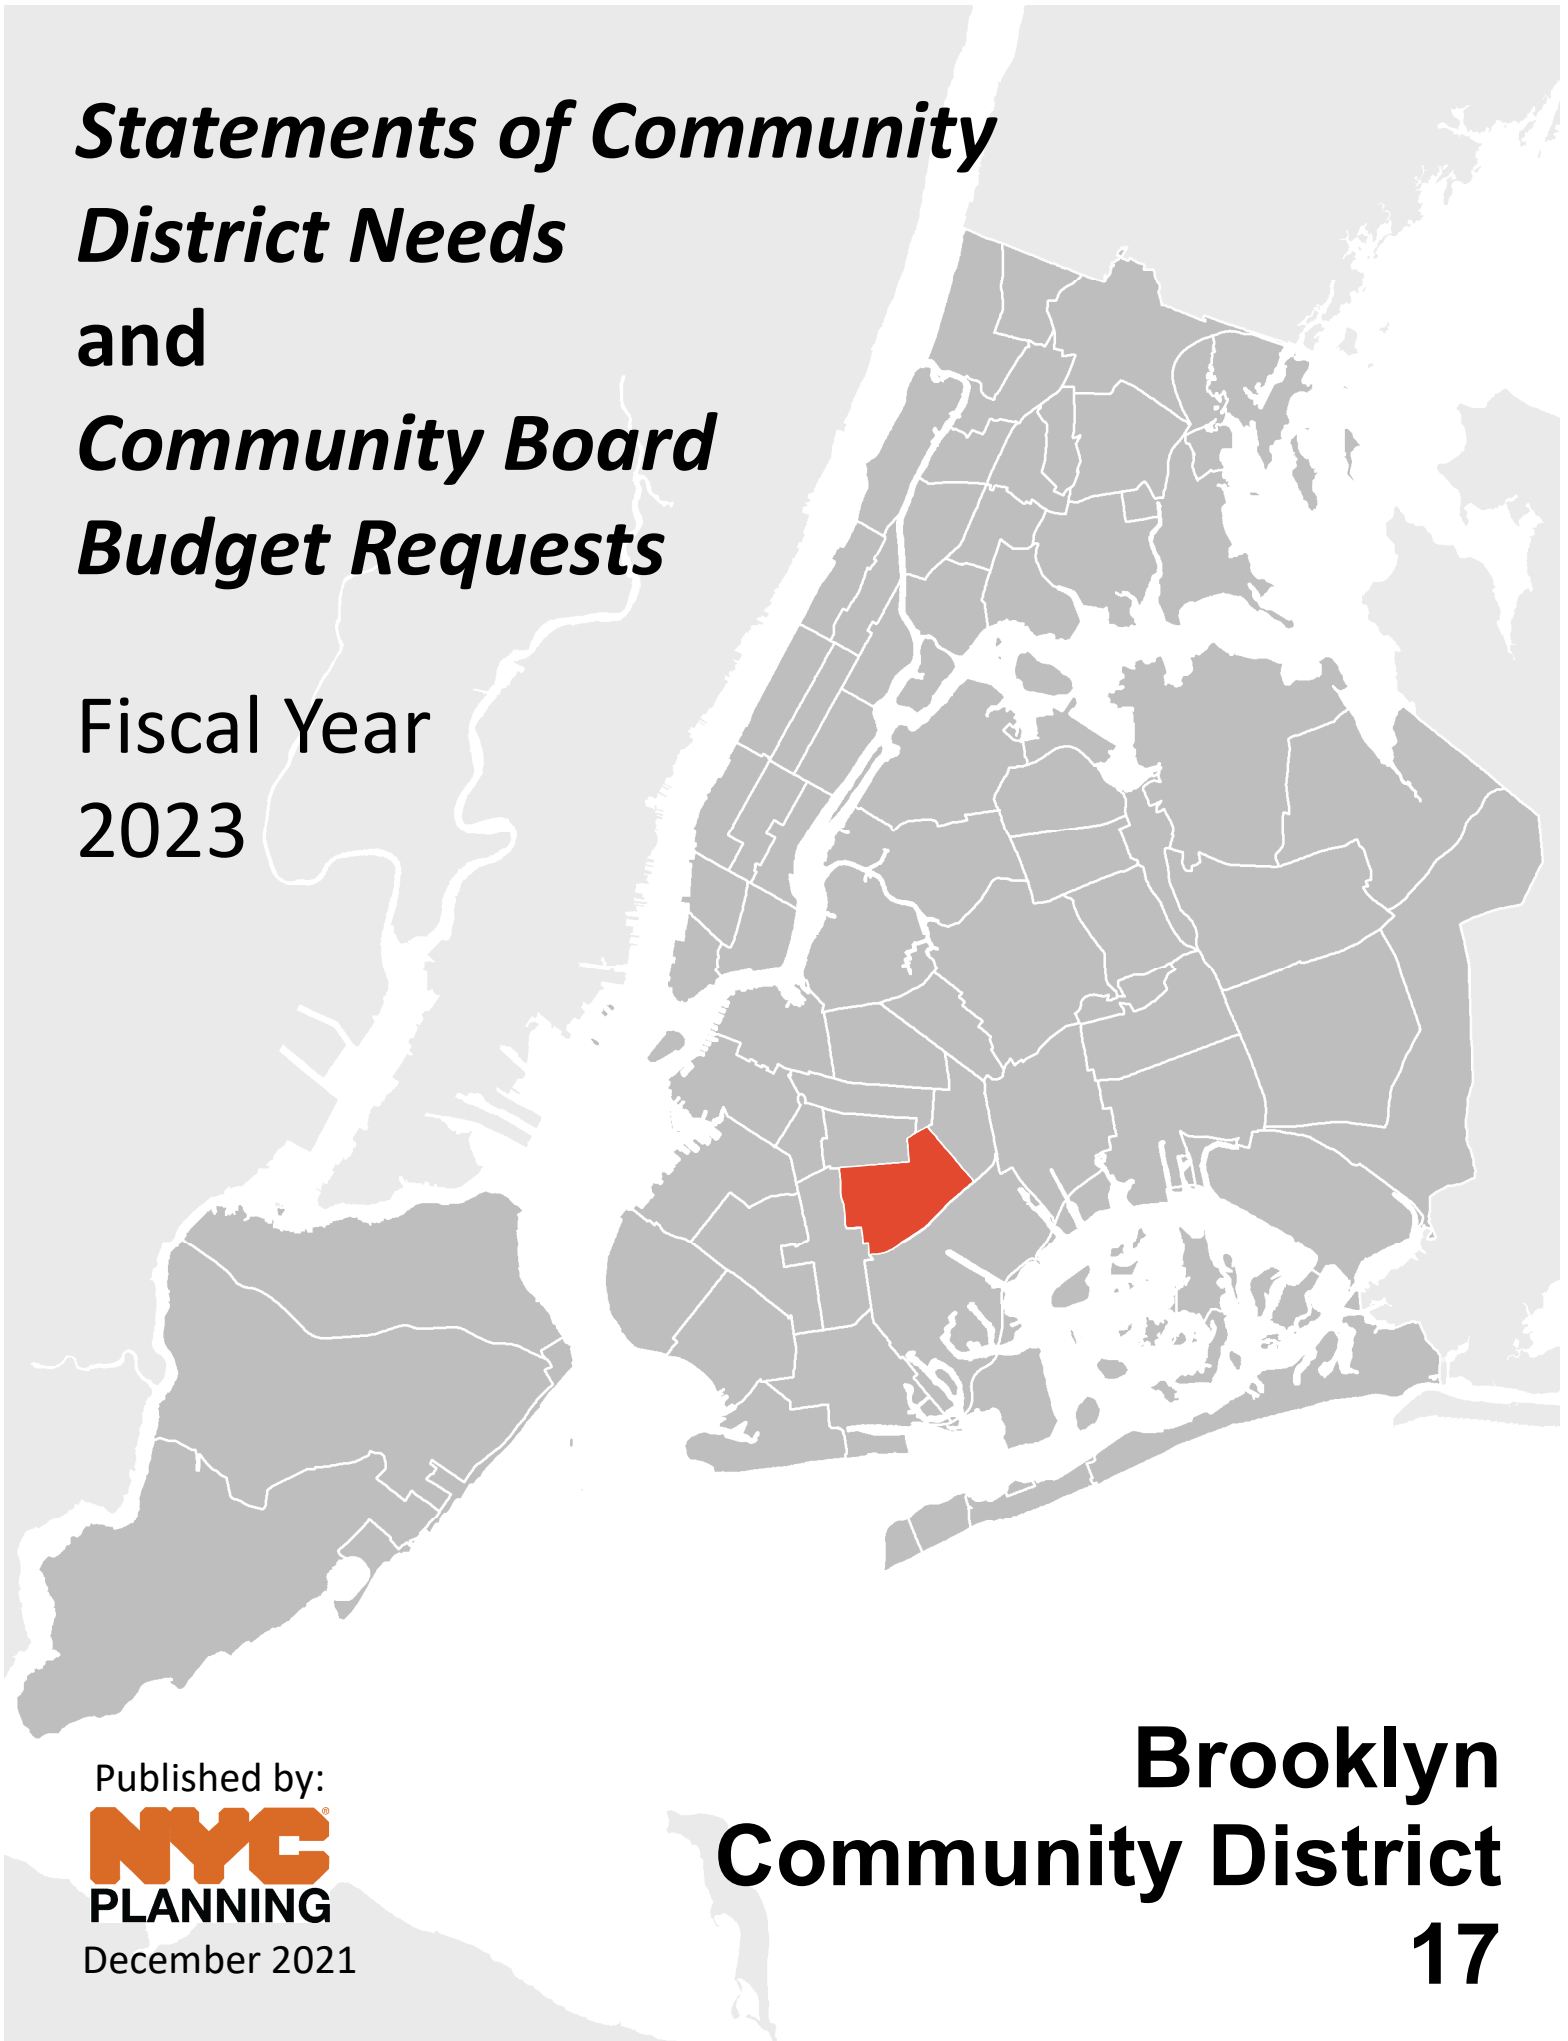 Statements of Community
District Needs
and
Community Board
Budget Requests
Fiscal Year
2023
Published by:
NYC®
PLANNING
December 2021
Brooklyn
Community District
17